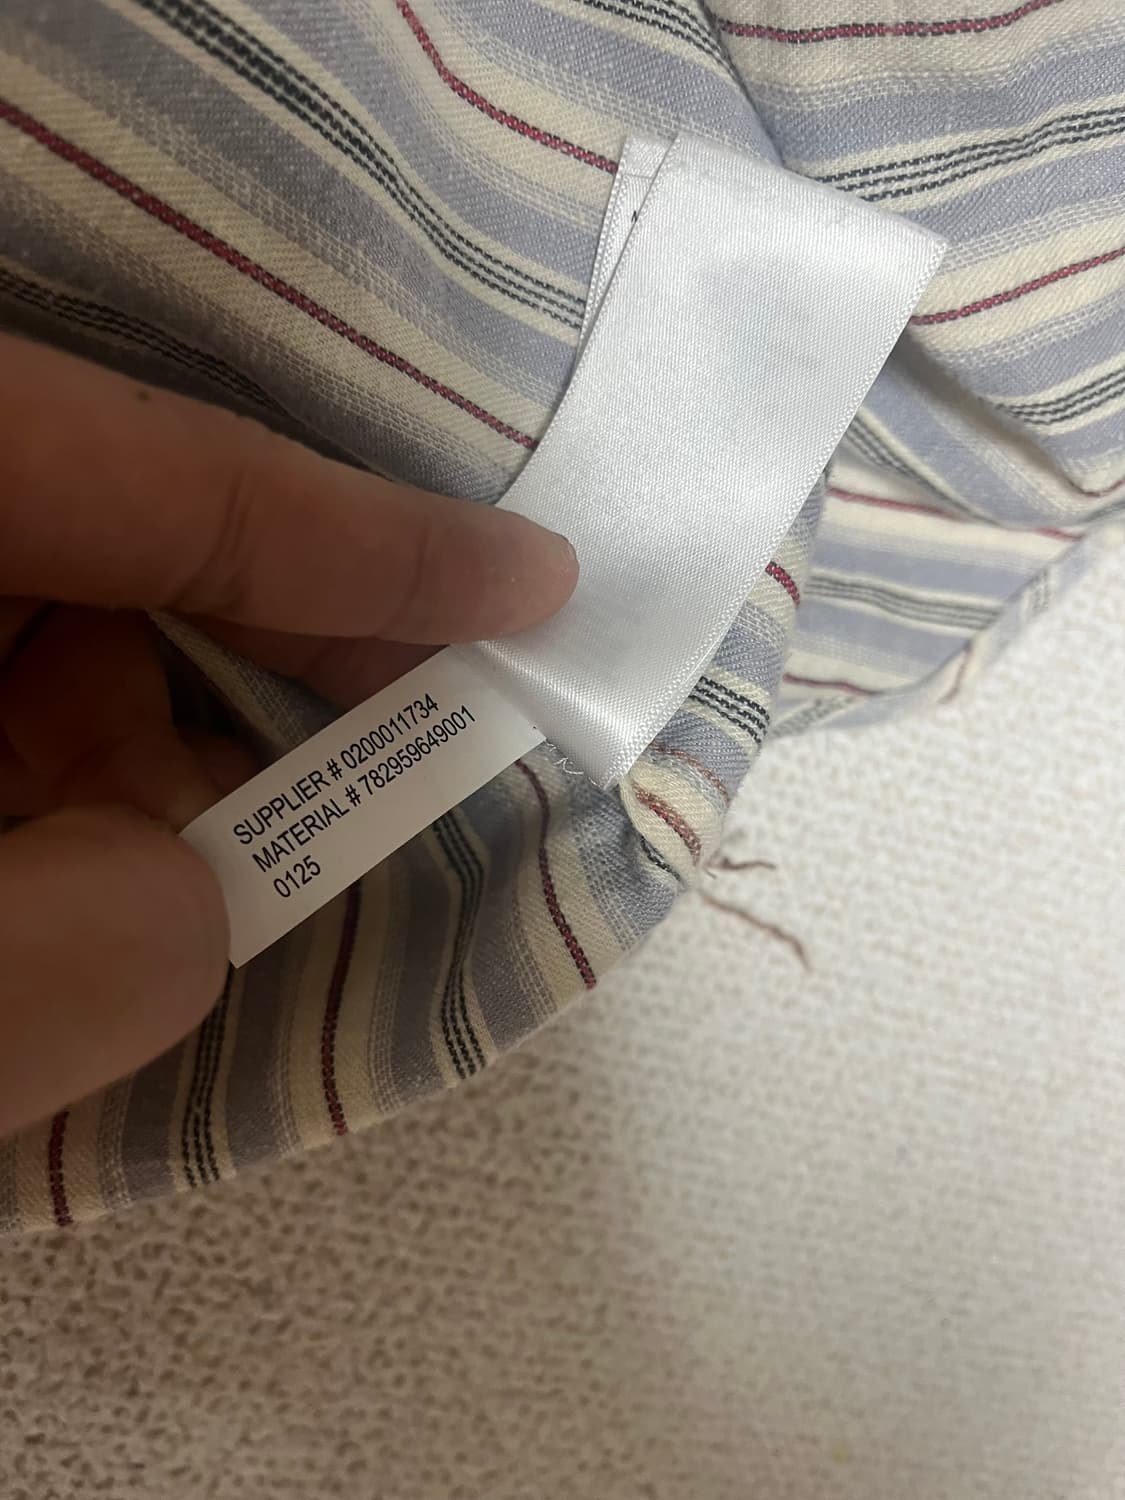 SUPPLIER # 0200011734
MATERIAL # 782959649001
0125